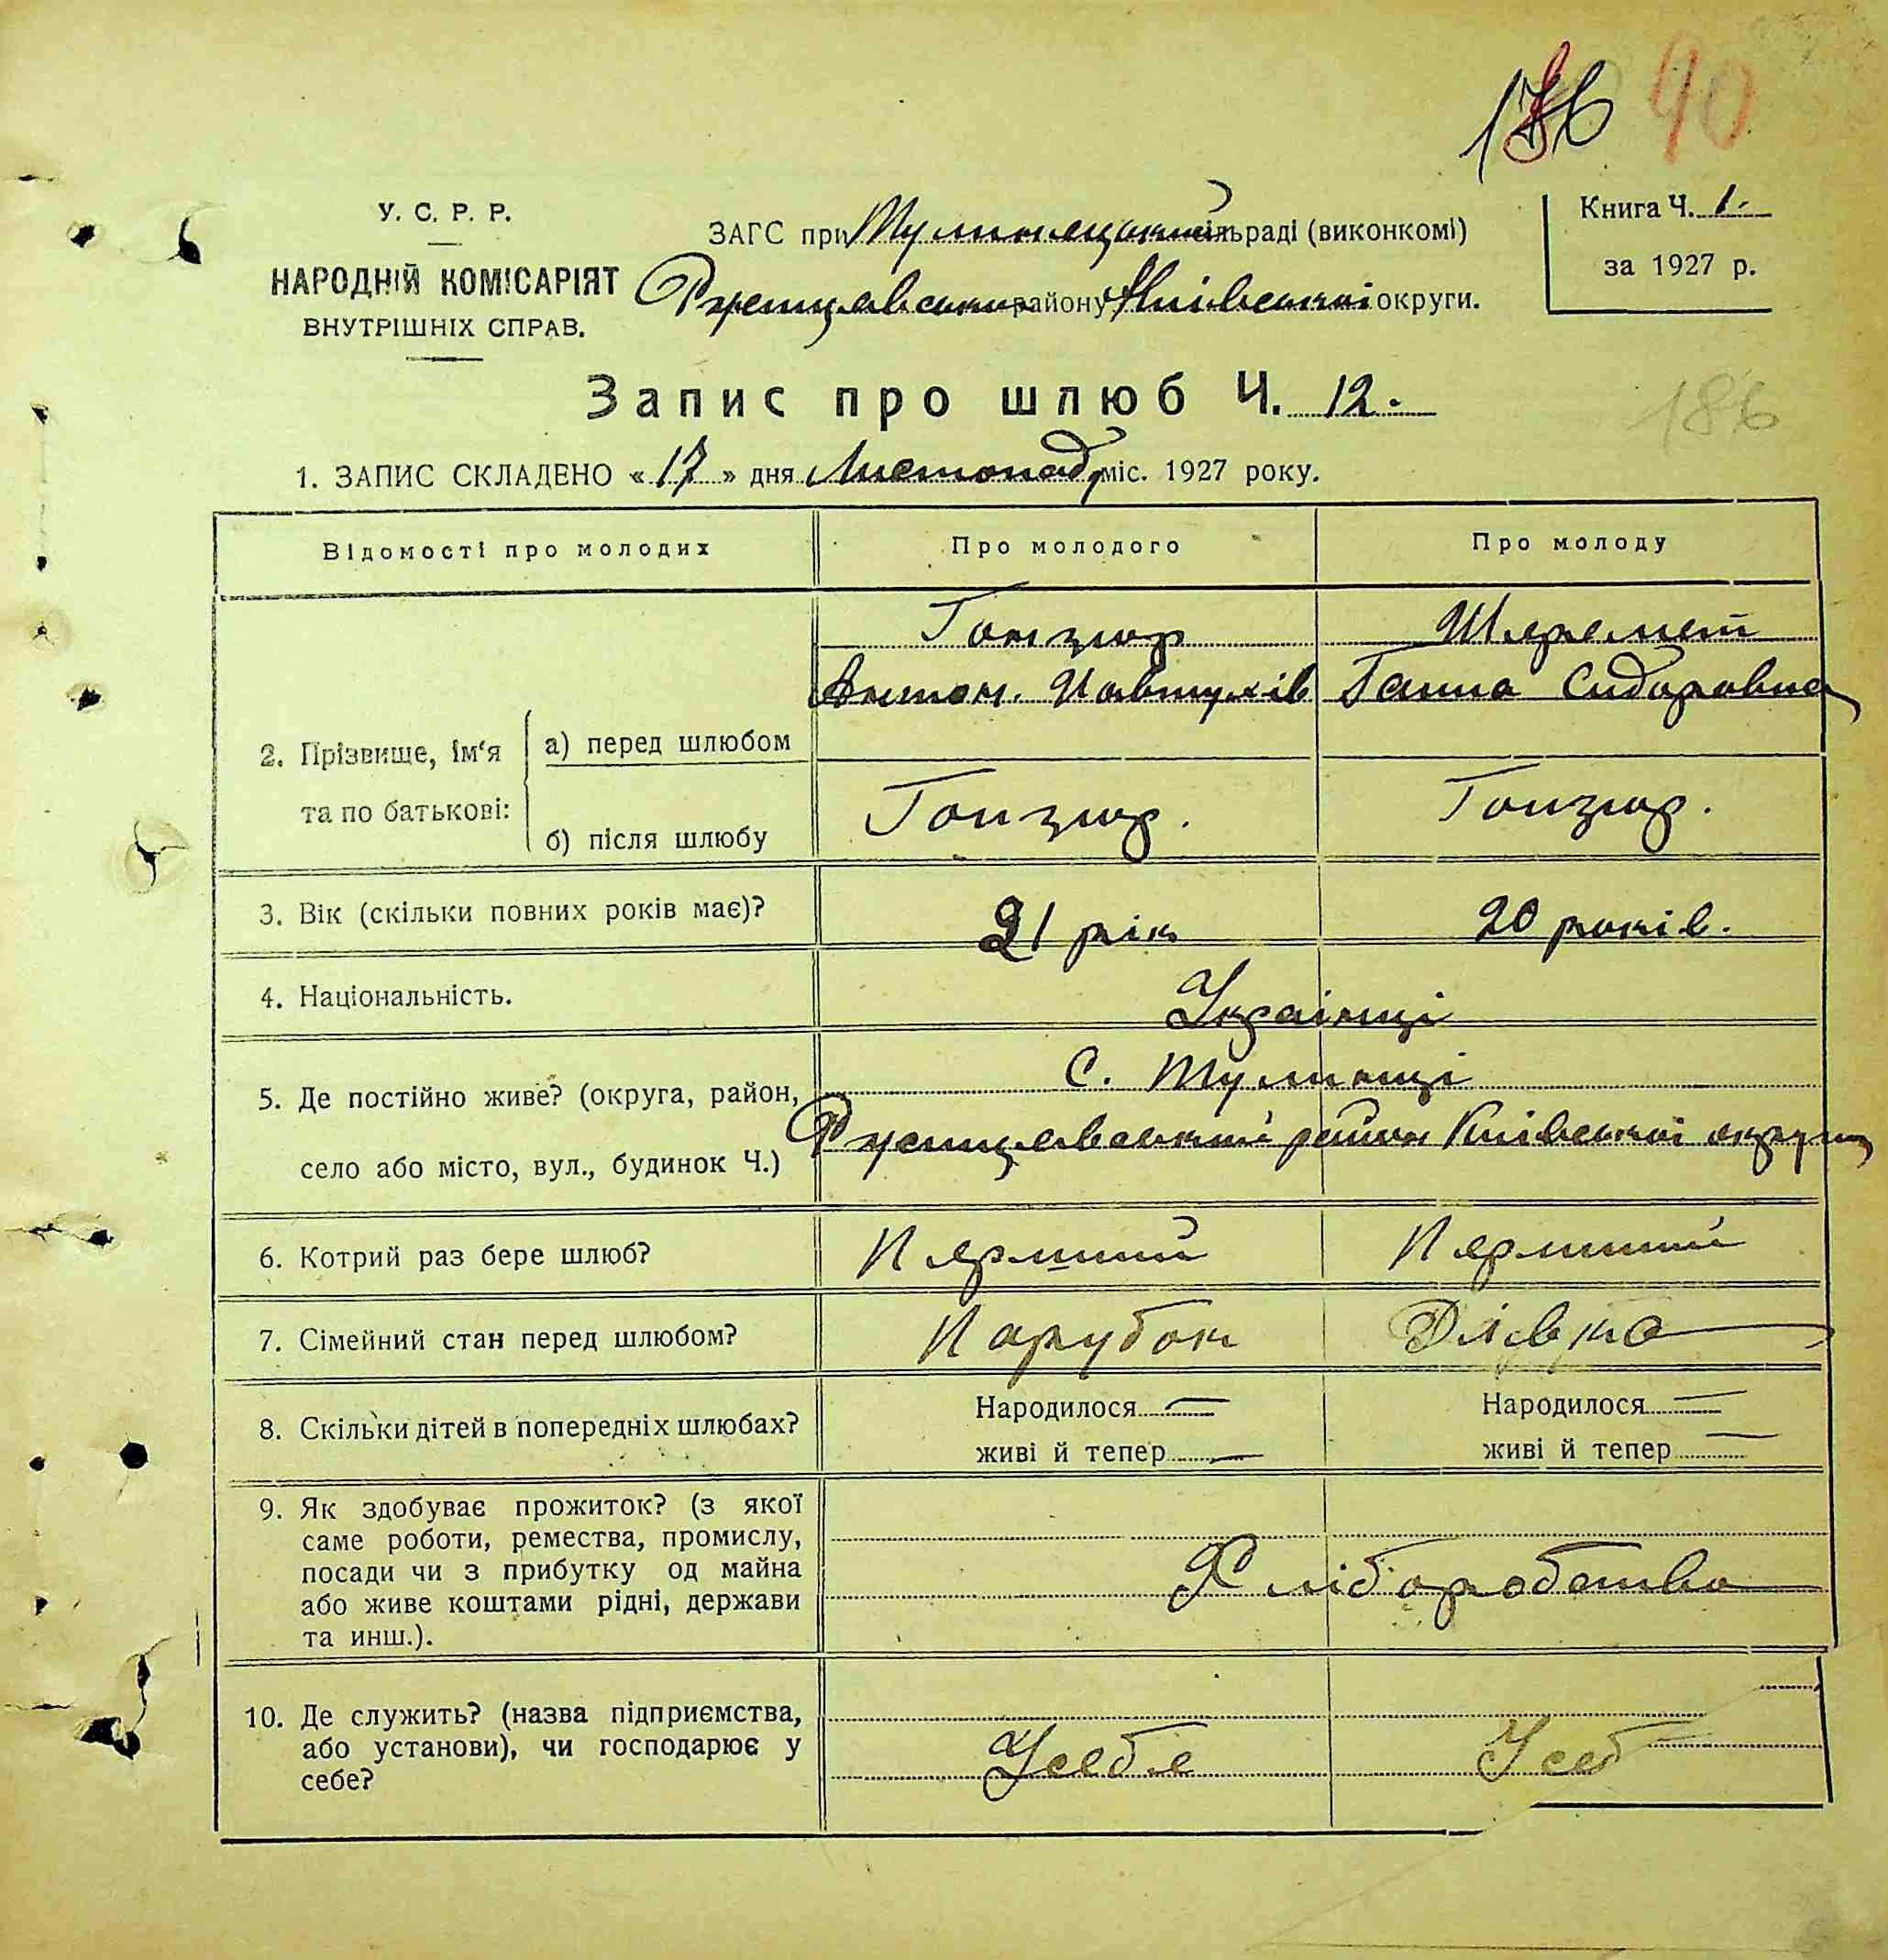 186 40
У. С. Р. Р.
НАРОДНІЙ КОМІСАРІЯТ
ВНУТРІШНІХ СПРАВ.
ЗАГС при Тулинецькій сільраді (виконкомі)
Ржищевського району Київської округи.
Книга Ч. 1.
за 1927 р.
Запис про шлюб Ч. 12.
186
1. ЗАПИС СКЛАДЕНО « 17 » дня Листопаду міс. 1927 року.
Відомості про молодих Про молодого Про молоду
2. Прізвище, ім‘я та по батькові:
а) перед шлюбом
Гонзюр Шеремет
Антон. Павтухів Ганна Сидоровна
б) після шлюбу
Гонзюр. Гонзюр.
3. Вік (скільки повних років має)? 21 рік 20 років.
4. Національність. Українці
5. Де постійно живе? (округа, район,
село або місто, вул., будинок Ч.)
С. Тулинці
Ржищевський район Київської округи
6. Котрий раз бере шлюб? Перший Перший
7. Сімейний стан перед шлюбом? Парубок Дівка
8. Скільки дітей в попередніх шлюбах?
Народилося — Народилося —
живі й тепер — живі й тепер —
9. Як здобуває прожиток? (з якої
саме роботи, ремества, промислу,
посади чи з прибутку од майна
або живе коштами рідні, держави
та инш.).
Хліборобство
10. Де служить? (назва підприємства,
або установи), чи господарює у
себе?
У себе У себ